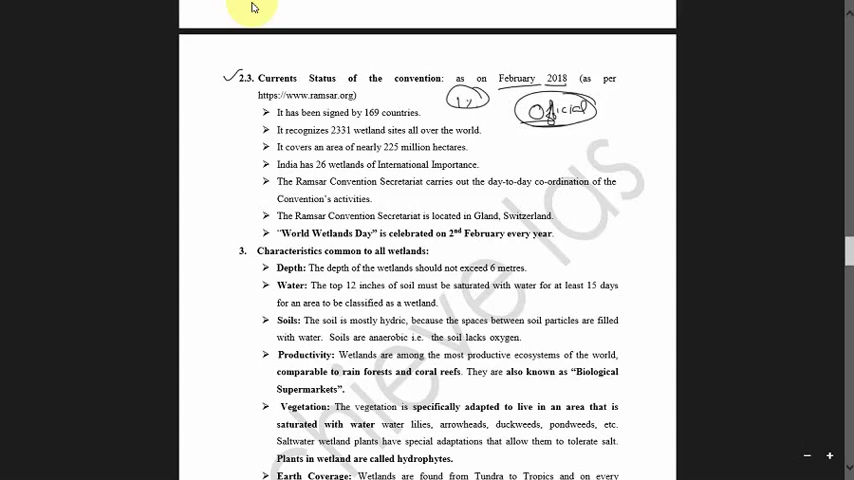 2.3. Currents Status of the convention: as on February 2018 (as per
https://www.ramsar.org)
Official
➢ It has been signed by 169 countries.
➢ It recognizes 2331 wetland sites all over the world.
➢ It covers an area of nearly 225 million hectares.
➢ India has 26 wetlands of International Importance.
➢ The Ramsar Convention Secretariat carries out the day-to-day co-ordination of the
Convention's activities.
➢ The Ramsar Convention Secretariat is located in Gland, Switzerland.
➢ "World Wetlands Day" is celebrated on 2nd February every year.
3. Characteristics common to all wetlands:
➢ Depth: The depth of the wetlands should not exceed 6 metres.
➢ Water: The top 12 inches of soil must be saturated with water for at least 15 days
for an area to be classified as a wetland.
➢ Soils: The soil is mostly hydric, because the spaces between soil particles are filled
with water. Soils are anaerobic i.e. the soil lacks oxygen.
➢ Productivity: Wetlands are among the most productive ecosystems of the world,
comparable to rain forests and coral reefs. They are also known as "Biological
Supermarkets".
➢ Vegetation: The vegetation is specifically adapted to live in an area that is
saturated with water water lilies, arrowheads, duckweeds, pondweeds, etc.
Saltwater wetland plants have special adaptations that allow them to tolerate salt.
Plants in wetland are called hydrophytes.
➢ Earth Coverage: Wetlands are found from Tundra to Tropics and on every
chieve Ias